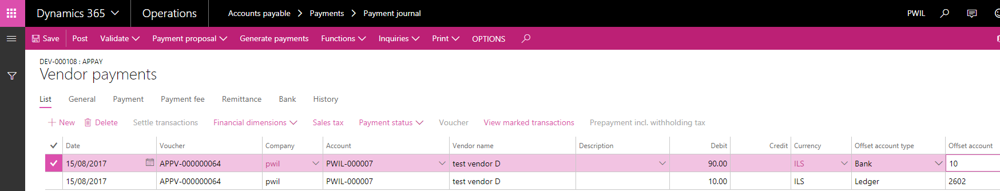 Dynamics 365 Operations Accounts payable Payments Payment journal PWIL
Save Post Validate Payment proposal Generate payments Functions Inquiries Print OPTIONS
DEV-000108 : APPAY
Vendor payments
List General Payment Payment fee Remittance Bank History
New Delete Settle transactions Financial dimensions Sales tax Payment status Voucher View marked transactions Prepayment incl. withholding tax
Date Voucher Company Account Vendor name Description Debit Credit Currency Offset account type Offset account
15/08/2017 APPV-000000064 pwil PWIL-000007 test vendor D 90.00 ILS Bank 10
15/08/2017 APPV-000000064 pwil PWIL-000007 test vendor D 10.00 ILS Ledger 2602